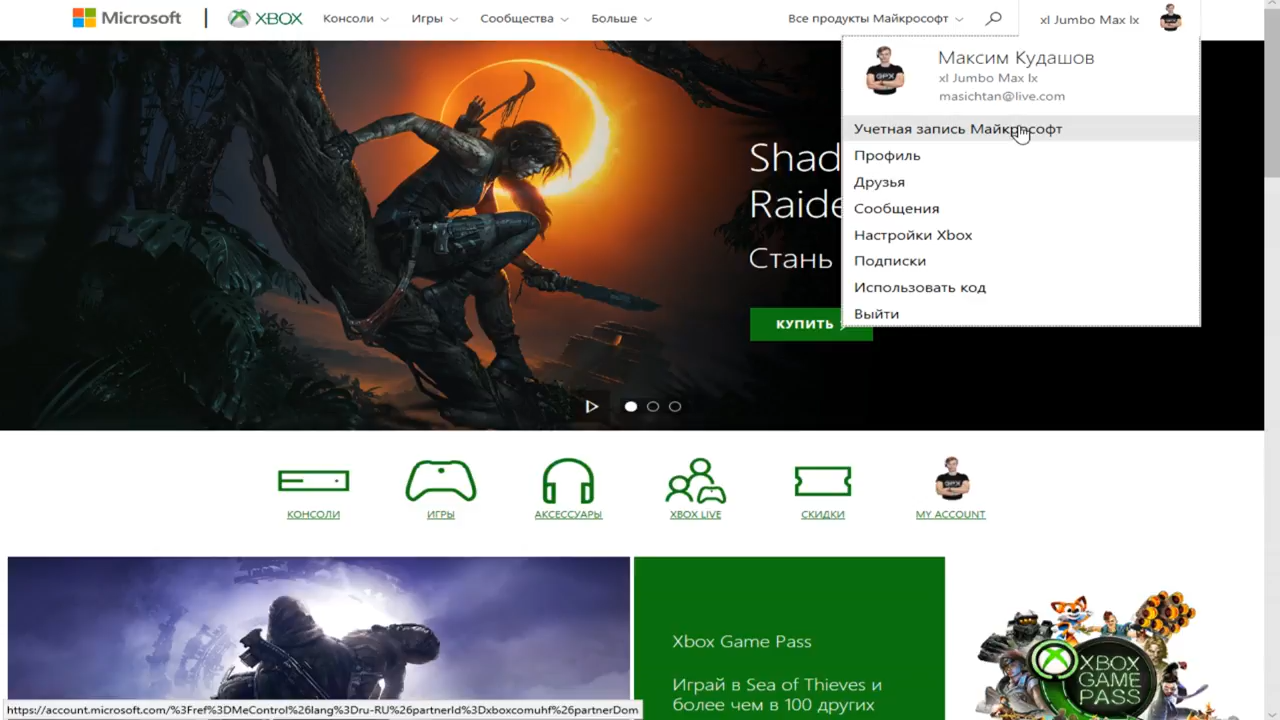 Microsoft
XBOX
Консоли
Игры
Сообщества
Больше
Все продукты Майкрософт
xl Jumbo Max lx
Максим Кудашов
xl Jumbo Max lx
masichtan@live.com
Учетная запись Майкрософт
Профиль
Друзья
Сообщения
Настройки Xbox
Подписки
Использовать код
Выйти
Shad
Raide
Стань
КУПИТЬ
КОНСОЛИ
ИГРЫ
АКСЕССУАРЫ
XBOX LIVE
СКИДКИ
MY ACCOUNT
Xbox Game Pass
Играй в Sea of Thieves и
более чем в 100 других
XBOX
GAME
PASS
https://account.microsoft.com/%3Fref%3DMeControl%26lang%3Dru-RU%26partnerId%3Dxboxcomuhf%26partnerDom